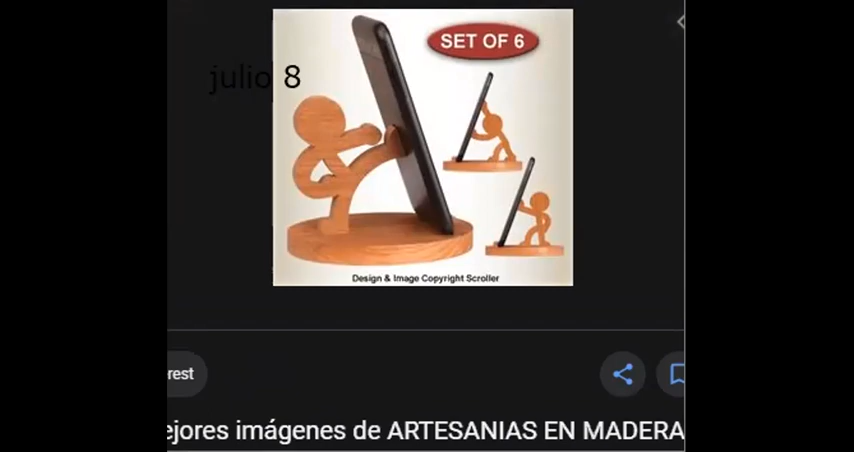 SET OF 6
julio 8
Design & Image Copyright Scroller
rest
ejores imágenes de ARTESANIAS EN MADERA